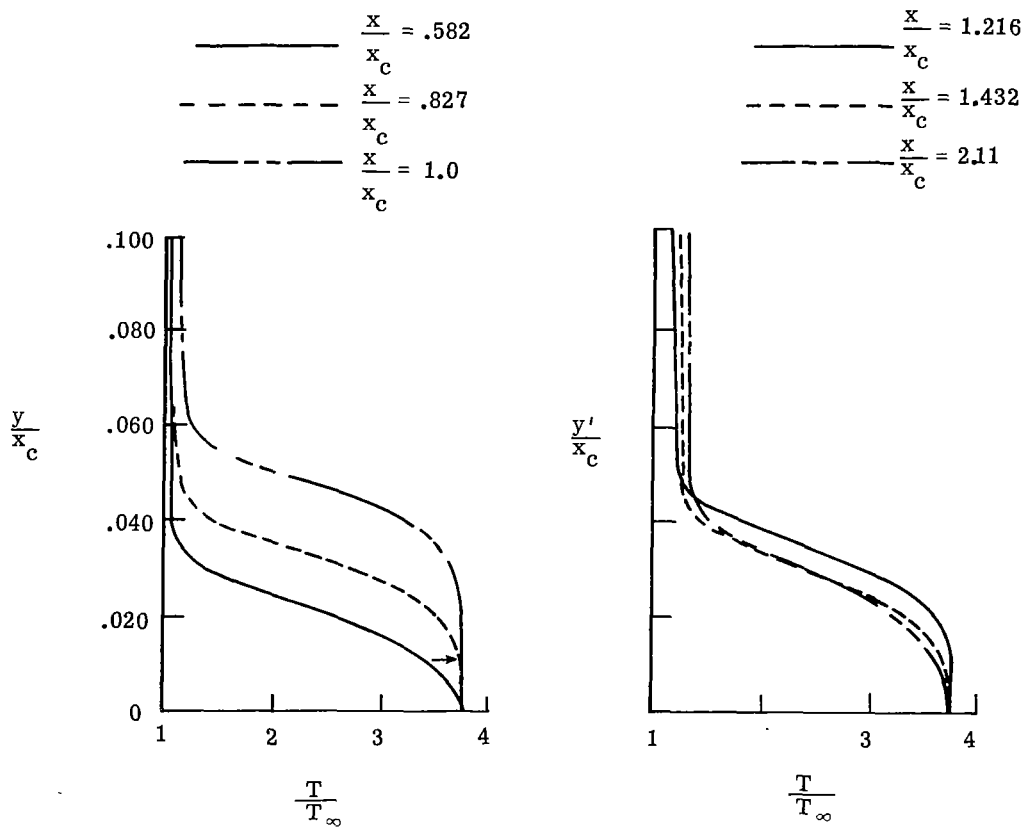 x/x_c = .582
x/x_c = .827
x/x_c = 1.0
.100
.080
.060
.040
.020
0
y/x_c
1 2 3 4
T/T_∞
x/x_c = 1.216
x/x_c = 1.432
x/x_c = 2.11
y'/x_c
1 3 4
T/T_∞